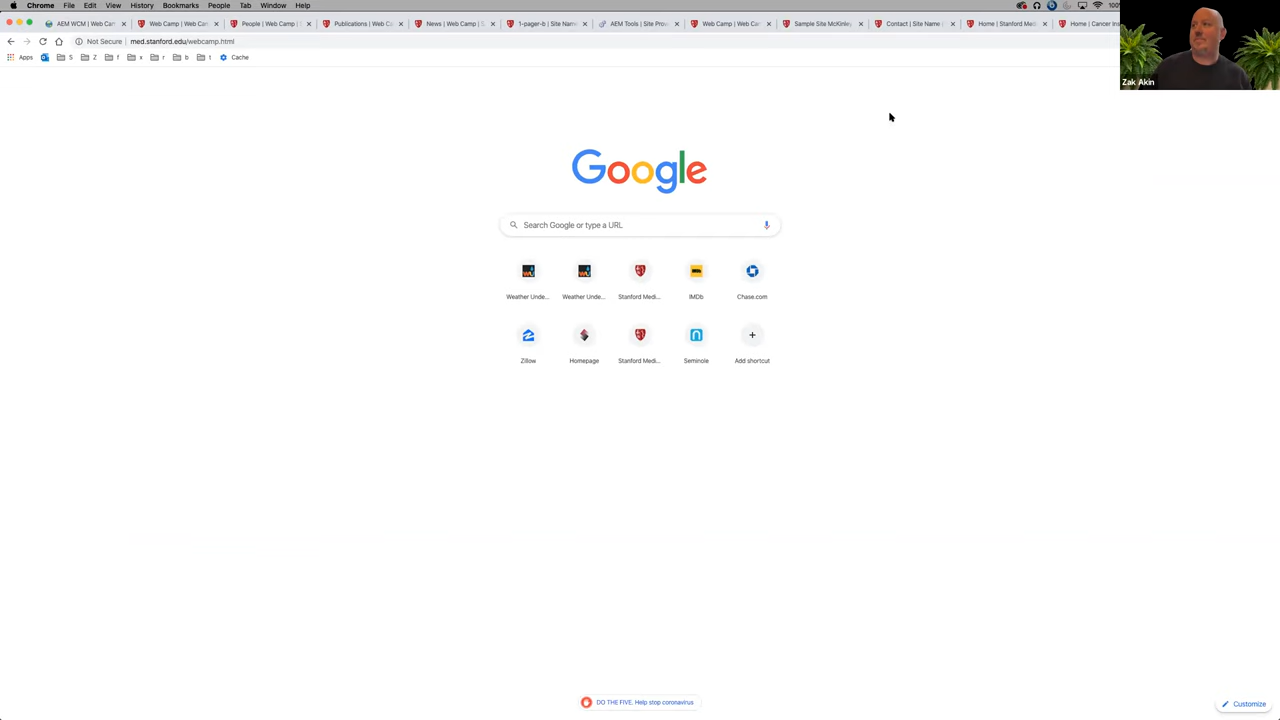 Chrome File Edit View History Bookmarks People Tab Window Help
AEM WCM | Web Cam Web Camp | Web Cam People | Web Camp | Publications | Web Ca News | Web Camp | S 1-pager-b | Site Name AEM Tools | Site Prov Web Camp | Web Cam Sample Site McKinley Contact | Site Name Home | Stanford Med Home | Cancer Ins
Not Secure | med.stanford.edu/webcamp.html
Apps S Z f x r b t Cache
Zak Akin
Google
Search Google or type a URL
Weather Unde... Weather Unde... Stanford Medi... IMDb Chase.com
Zillow Homepage Stanford Medi... Seminole Add shortcut
DO THE FIVE. Help stop coronavirus
Customize